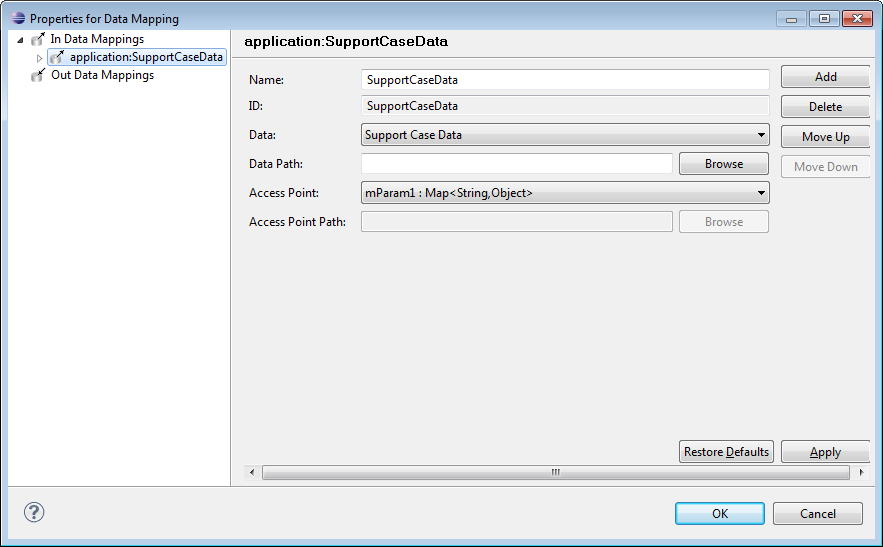 Properties for Data Mapping
In Data Mappings
application:SupportCaseData
Out Data Mappings
application:SupportCaseData
Name: SupportCaseData
ID: SupportCaseData
Data: Support Case Data
Data Path: Browse
Access Point: mParam1 : Map<String,Object>
Access Point Path: Browse
Add
Delete
Move Up
Move Down
Restore Defaults Apply
OK Cancel